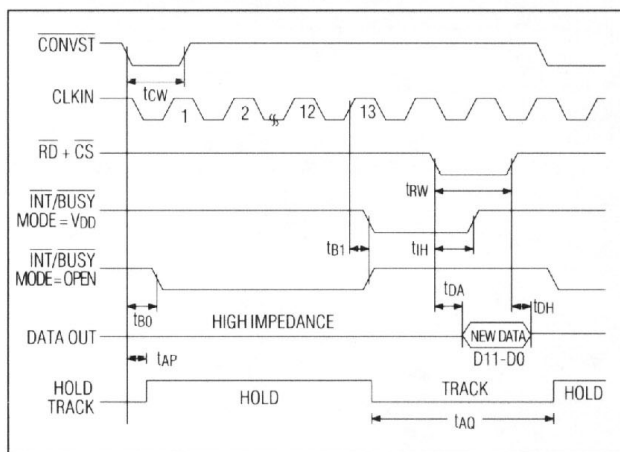 CONVST
tCW
CLKIN
1 2 12 13
RD + CS
tRW
INT/BUSY
MODE = VDD
tB1 tIH
INT/BUSY
MODE = OPEN
tDA tDH
tB0
HIGH IMPEDANCE
DATA OUT NEW DATA
D11-D0
tAP
HOLD
TRACK
HOLD TRACK HOLD
tAQ